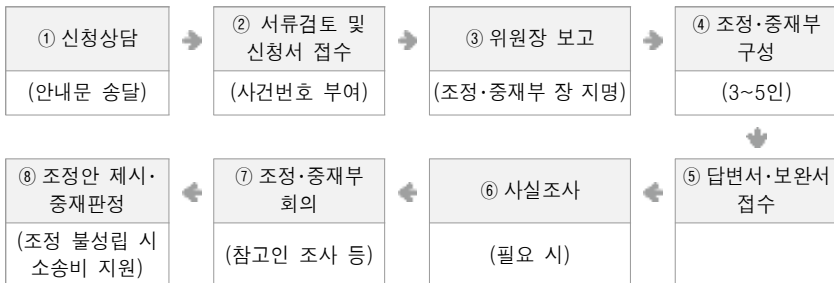 ① 신청상담
(안내문 송달)
② 서류검토 및
신청서 접수
(사건번호 부여)
③ 위원장 보고
(조정·중재부 장 지명)
④ 조정·중재부
구성
(3~5인)
⑤ 답변서·보완서
접수
⑥ 사실조사
(필요 시)
⑦ 조정·중재부
회의
(참고인 조사 등)
⑧ 조정안 제시·
중재판정
(조정 불성립 시
소송비 지원)